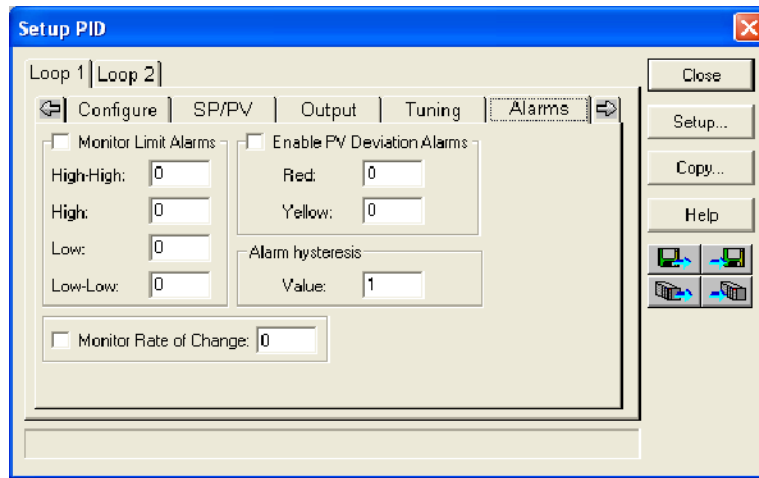 Setup PID
Loop 1 Loop 2
Configure SP/PV Output Tuning Alarms
Monitor Limit Alarms
High-High: 0
High: 0
Low: 0
Low-Low: 0
Enable PV Deviation Alarms
Red: 0
Yellow: 0
Alarm hysteresis
Value: 1
Monitor Rate of Change: 0
Close
Setup...
Copy...
Help